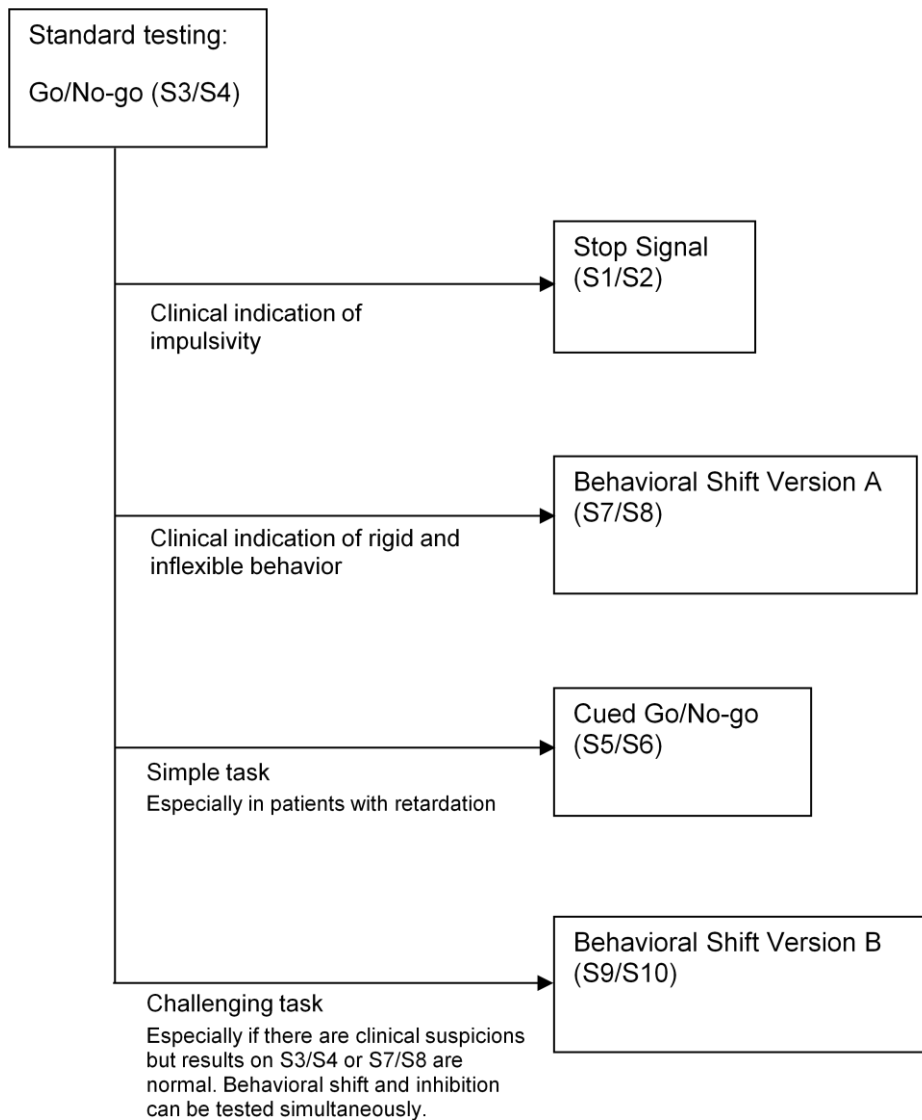 Standard testing:
Go/No-go (S3/S4)
Stop Signal
(S1/S2)
Clinical indication of
impulsivity
Behavioral Shift Version A
(S7/S8)
Clinical indication of rigid and
inflexible behavior
Cued Go/No-go
(S5/S6)
Simple task
Especially in patients with retardation
Behavioral Shift Version B
(S9/S10)
Challenging task
Especially if there are clinical suspicions
but results on S3/S4 or S7/S8 are
normal. Behavioral shift and inhibition
can be tested simultaneously.